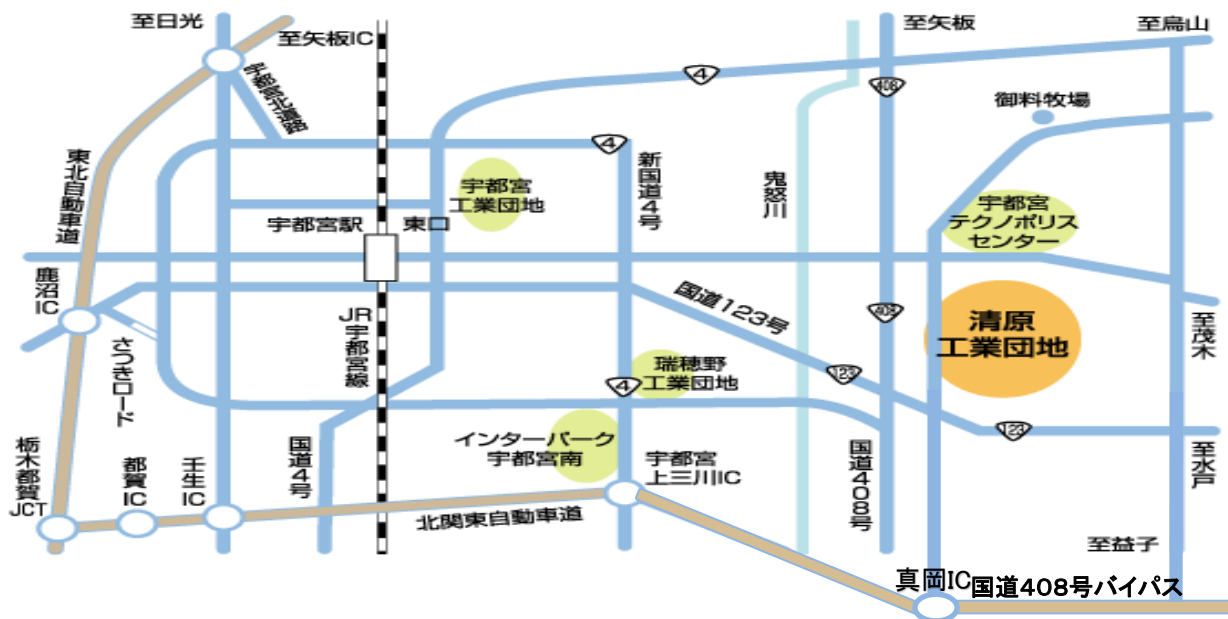 至日光
至矢板IC
至矢板
至烏山
4
408
宇都宮北道路
御料牧場
4
東北自動車道
新国道4号
鬼怒川
宇都宮
工業団地
宇都宮
テクノポリス
センター
宇都宮駅
東口
鹿沼
IC
国道123号
408
清原
工業団地
至茂木
JR宇都宮線
さつきロード
瑞穂野
工業団地
4
123
123
インターパーク
宇都宮南
栃木都賀
JCT
都賀
IC
壬生
IC
国道4号
宇都宮
上三川IC
国道408号
至水戸
北関東自動車道
至益子
真岡IC
国道408号バイパス